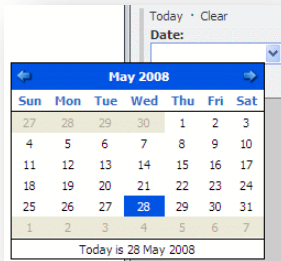 Today · Clear
Date:
May 2008
Sun Mon Tue Wed Thu Fri Sat
27 28 29 30 1 2 3
4 5 6 7 8 9 10
11 12 13 14 15 16 17
18 19 20 21 22 23 24
25 26 27 28 29 30 31
1 2 3 4 5 6 7
Today is 28 May 2008